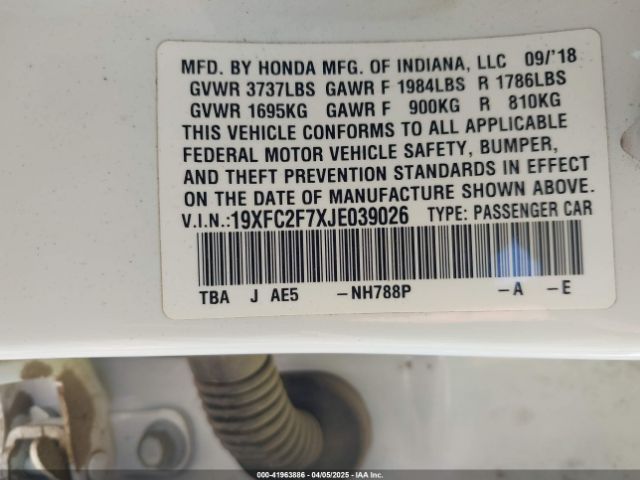 MFD. BY HONDA MFG. OF INDIANA, LLC 09/'18
GVWR 3737LBS GAWR F 1984LBS R 1786LBS
GVWR 1695KG GAWR F 900KG R 810KG
THIS VEHICLE CONFORMS TO ALL APPLICABLE
FEDERAL MOTOR VEHICLE SAFETY, BUMPER,
AND THEFT PREVENTION STANDARDS IN EFFECT
ON THE DATE OF MANUFACTURE SHOWN ABOVE.
V.I.N.:19XFC2F7XJE039026 TYPE: PASSENGER CAR
TBA J AE5 -NH788P -A -E
000-41963886 - 04/05/2025 - IAA Inc.